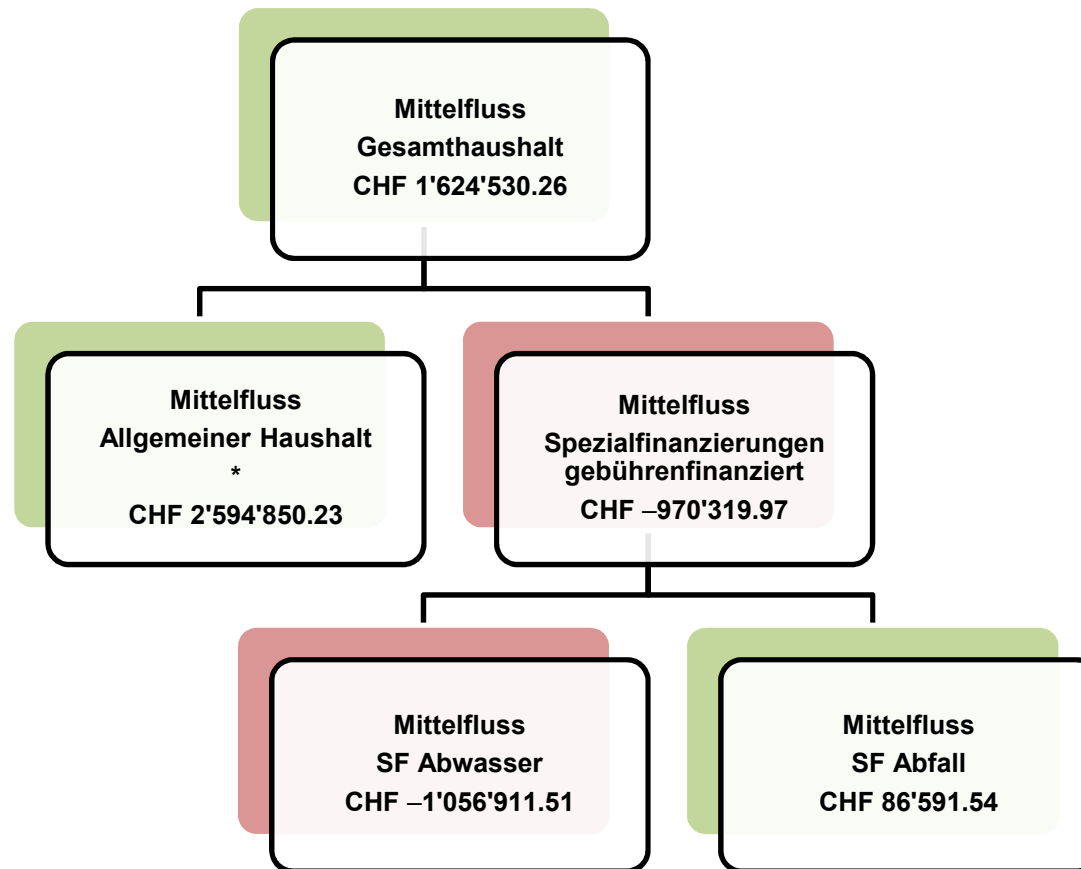 Mittelfluss
Gesamthaushalt
CHF 1'624'530.26
Mittelfluss
Allgemeiner Haushalt
*
CHF 2'594'850.23
Mittelfluss
Spezialfinanzierungen
gebührenfinanziert
CHF –970'319.97
Mittelfluss
SF Abwasser
CHF –1'056'911.51
Mittelfluss
SF Abfall
CHF 86'591.54